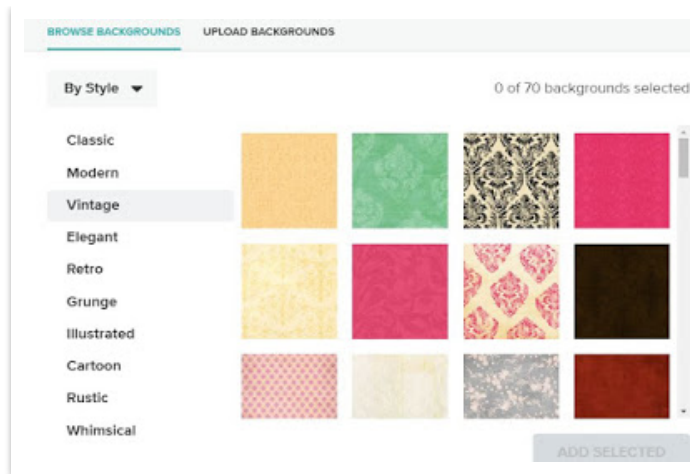 BROWSE BACKGROUNDS UPLOAD BACKGROUNDS
By Style
0 of 70 backgrounds selected
Classic
Modern
Vintage
Elegant
Retro
Grunge
Illustrated
Cartoon
Rustic
Whimsical
ADD SELECTED